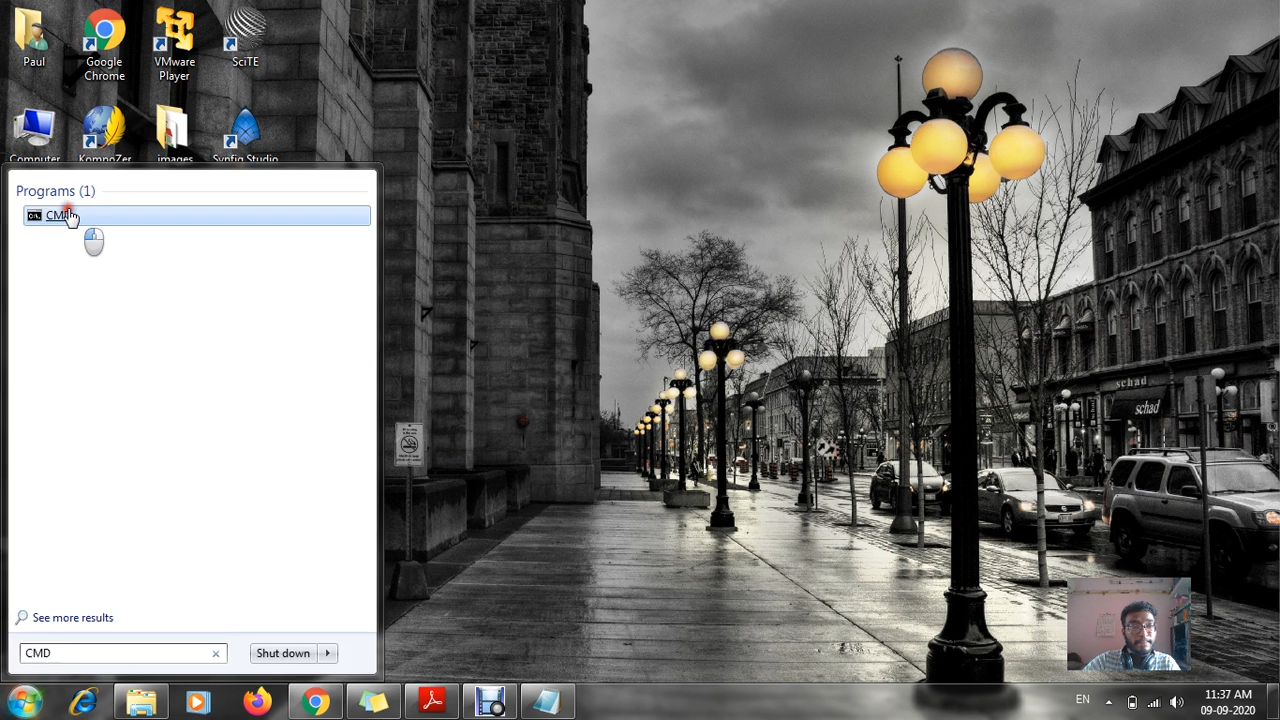 Paul
Google Chrome
VMware Player
SciTE
Computer
KompoZer
images
Synfig Studio
Programs (1)
CMD
See more results
CMD
Shut down
schad
schad
EN
11:37 AM
09-09-2020